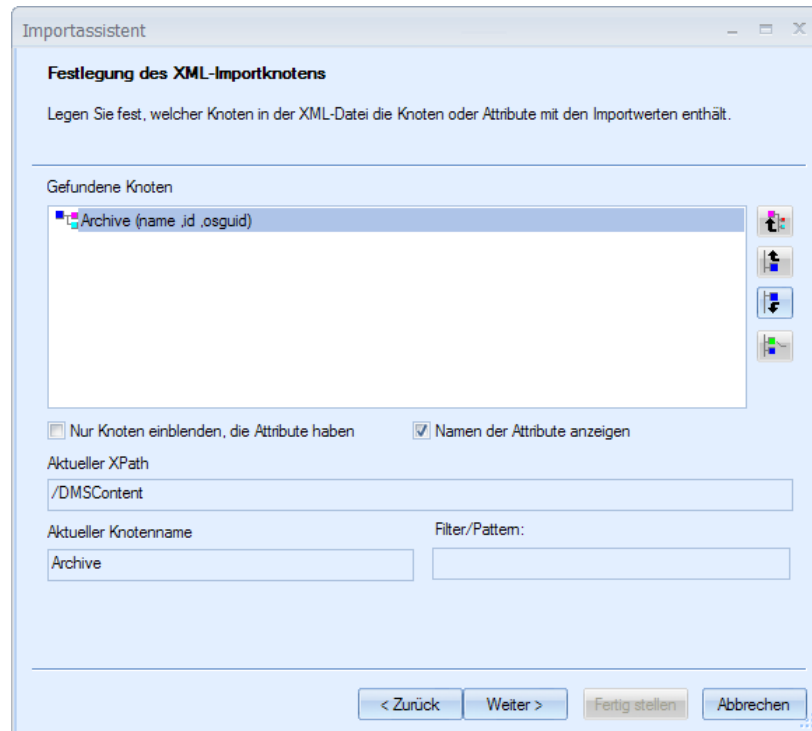 Importassistent
Festlegung des XML-Importknotens
Legen Sie fest, welcher Knoten in der XML-Datei die Knoten oder Attribute mit den Importwerten enthält.
Gefundene Knoten
Archive (name ,id ,osguid)
Nur Knoten einblenden, die Attribute haben
Namen der Attribute anzeigen
Aktueller XPath
/DMSContent
Aktueller Knotenname
Filter/Pattern:
Archive
< Zurück
Weiter >
Fertig stellen
Abbrechen